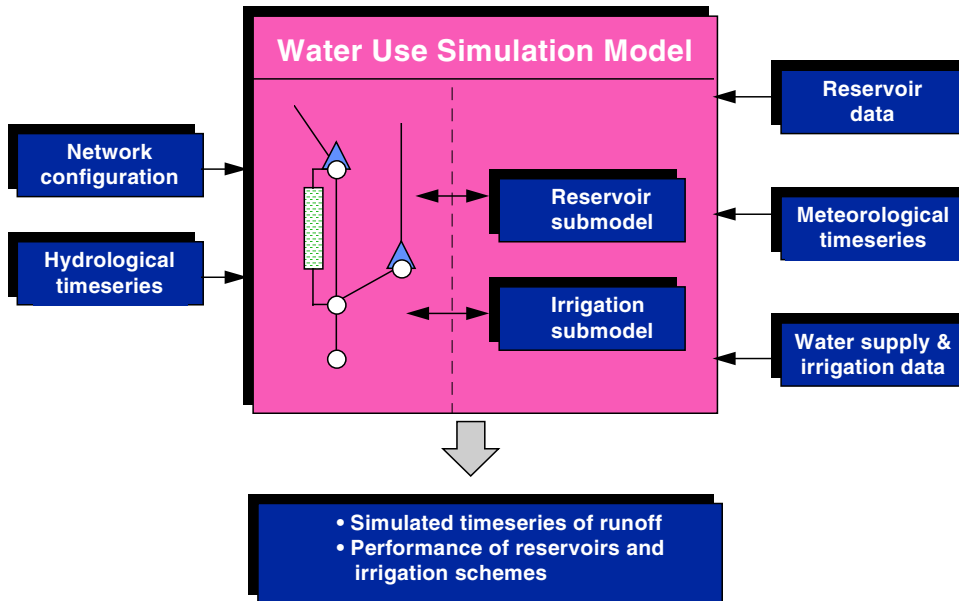 Water Use Simulation Model
Network
configuration
Hydrological
timeseries
Reservoir
submodel
Irrigation
submodel
Reservoir
data
Meteorological
timeseries
Water supply &
irrigation data
• Simulated timeseries of runoff
• Performance of reservoirs and
irrigation schemes